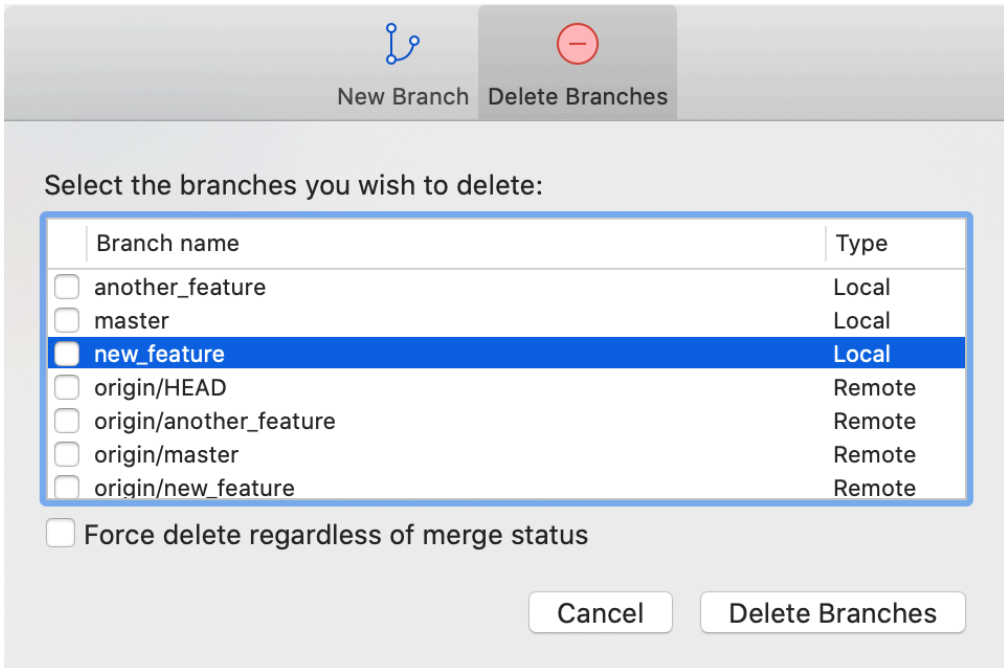 New Branch Delete Branches
Select the branches you wish to delete:
Branch name Type
another_feature Local
master Local
new_feature Local
origin/HEAD Remote
origin/another_feature Remote
origin/master Remote
origin/new_feature Remote
Force delete regardless of merge status
Cancel Delete Branches